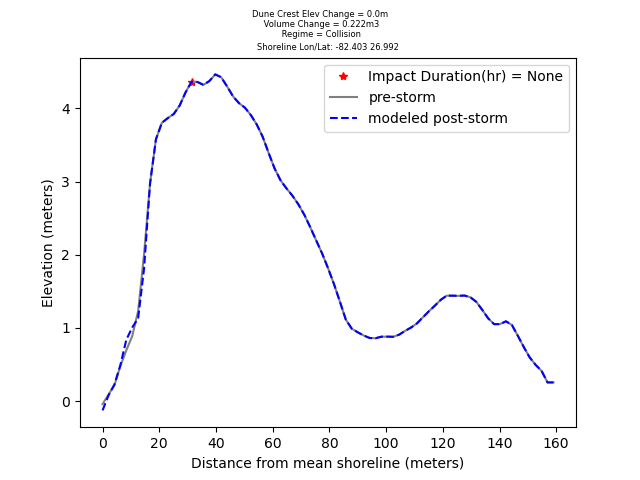 Dune Crest Elev Change = 0.0m
Volume Change = 0.222m3
Regime = Collision
Shoreline Lon/Lat: -82.403 26.992
Impact Duration(hr) = None
pre-storm
modeled post-storm
Elevation (meters)
4
3
2
1
0
0 20 40 60 80 100 120 140 160
Distance from mean shoreline (meters)